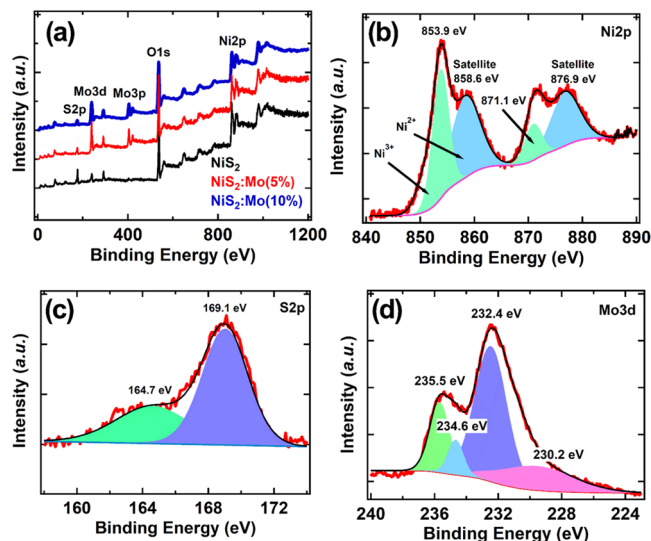 (a)
O1s
Ni2p
Mo3d
Mo3p
S2p
NiS2
NiS2:Mo(5%)
NiS2:Mo(10%)
Intensity (a.u.)
0 400 800 1200
Binding Energy (eV)
(b)
853.9 eV
Ni2p
Satellite
858.6 eV
Satellite
876.9 eV
871.1 eV
Ni2+
Ni3+
Intensity (a.u.)
840 850 860 870 880 890
Binding Energy (eV)
(c)
169.1 eV
S2p
164.7 eV
Intensity (a.u.)
160 164 168 172
Binding Energy (eV)
(d)
232.4 eV
Mo3d
235.5 eV
234.6 eV
230.2 eV
Intensity (a.u.)
240 236 232 228 224
Binding Energy (eV)